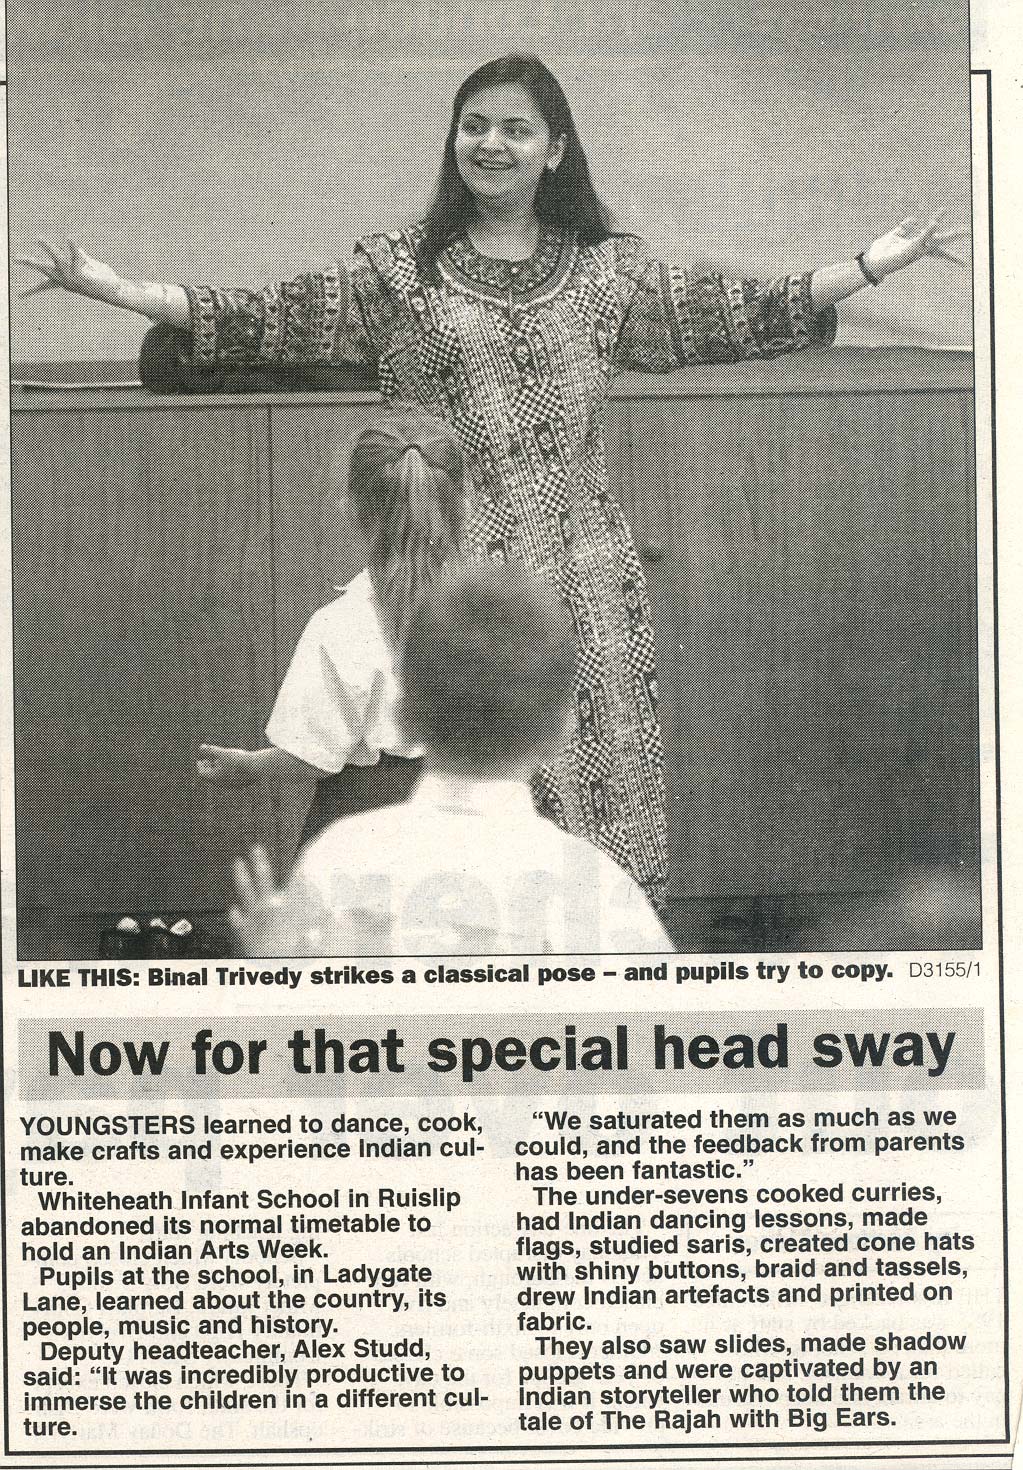 LIKE THIS: Binal Trivedy strikes a classical pose – and pupils try to copy. D3155/1
Now for that special head sway
YOUNGSTERS learned to dance, cook,
make crafts and experience Indian cul-
ture.
Whiteheath Infant School in Ruislip
abandoned its normal timetable to
hold an Indian Arts Week.
Pupils at the school, in Ladygate
Lane, learned about the country, its
people, music and history.
Deputy headteacher, Alex Studd,
said: “It was incredibly productive to
immerse the children in a different cul-
ture.
“We saturated them as much as we
could, and the feedback from parents
has been fantastic.”
The under-sevens cooked curries,
had Indian dancing lessons, made
flags, studied saris, created cone hats
with shiny buttons, braid and tassels,
drew Indian artefacts and printed on
fabric.
They also saw slides, made shadow
puppets and were captivated by an
Indian storyteller who told them the
tale of The Rajah with Big Ears.